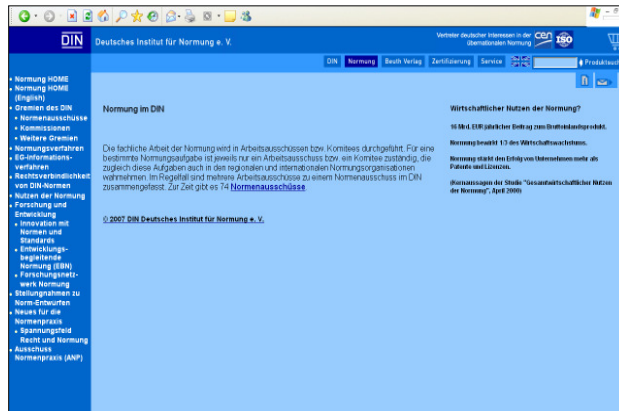 DIN
Deutsches Institut für Normung e. V.
Vertreter deutscher Interessen in der
internationalen Normung
cen
ISO
DIN
Normung
Beuth Verlag
Zertifizierung
Service
Normung HOME
Normung HOME
(English)
Gremien des DIN
Normenausschüsse
Kommissionen
Weitere Gremien
Normungsverfahren
EG-Informations-
verfahren
Rechtsverbindlichkeit
von DIN-Normen
Nutzen der Normung
Forschung und
Entwicklung
Innovation mit
Normen und
Standards
Entwicklungs-
begleitende
Normung (EBN)
Forschungsnetz-
werk Normung
Stellungnahmen zu
Norm-Entwürfen
Neues für die
Normenpraxis
Spannungsfeld
Recht und Normung
Ausschuss
Normenpraxis (ANP)
Normung im DIN
Die fachliche Arbeit der Normung wird in Arbeitsausschüssen bzw. Komitees durchgeführt. Für eine
bestimmte Normungsaufgabe ist jeweils nur ein Arbeitsausschuss bzw. ein Komitee zuständig, die
zugleich diese Aufgaben auch in den regionalen und internationalen Normungsorganisationen
wahrnehmen. Im Regelfall sind mehrere Arbeitsausschüsse zu einem Normenausschuss im DIN
zusammengefasst. Zur Zeit gibt es 74 Normenausschüsse.
© 2007 DIN Deutsches Institut für Normung e. V.
Wirtschaftlicher Nutzen der Normung?
16 Mrd. EUR jährlicher Beitrag zum Bruttoinlandsprodukt.
Normung bewirkt 1/3 des Wirtschaftswachstums.
Normung stärkt den Erfolg von Unternehmen mehr als
Patente und Lizenzen.
(Kernaussagen der Studie "Gesamtwirtschaftlicher Nutzen
der Normung", April 2000)